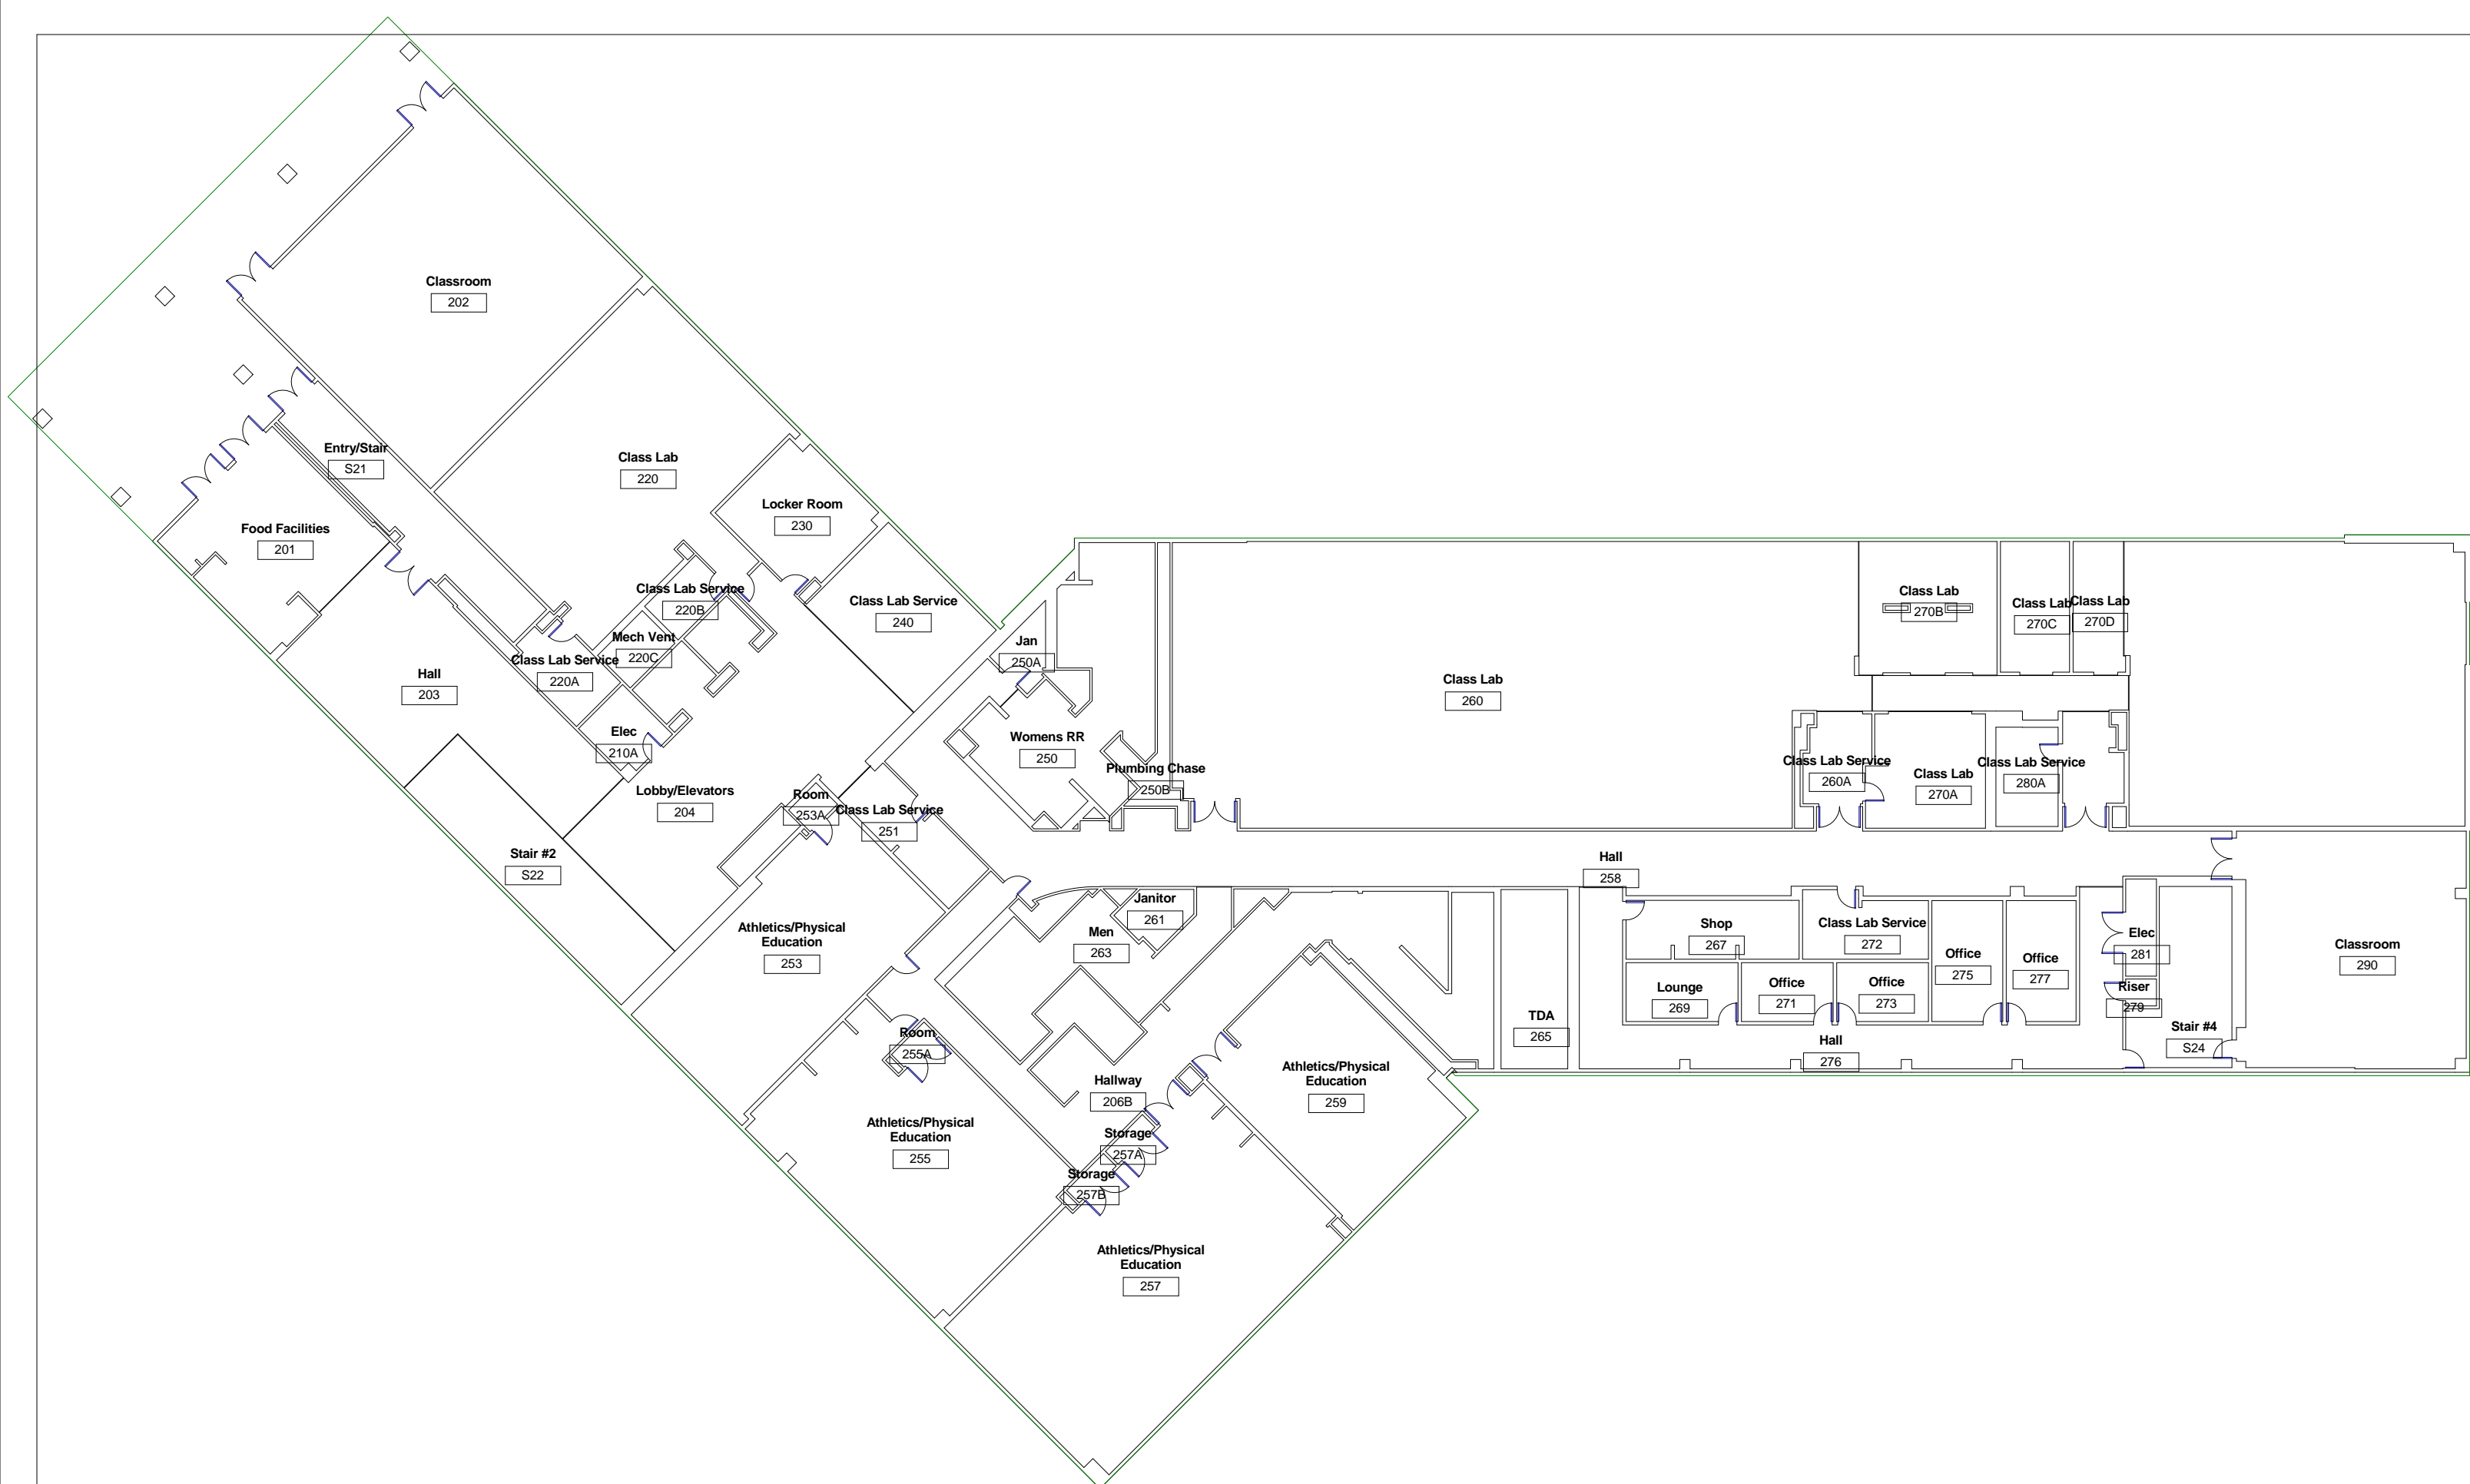 Classroom
202
Entry/Stair
S21
Class Lab
220
Locker Room
230
Food Facilities
201
Class Lab Service
220B
Class Lab Service
240
Mech Vent
220C
Class Lab Service
220A
Hall
203
Elec
210A
Lobby/Elevators
204
Room
253A
Class Lab Service
251
Stair #2
S22
Jan
250A
Womens RR
250
Plumbing Chase
250B
Class Lab
260
Class Lab
270B
Class Lab
270C
Class Lab
270D
Class Lab Service
260A
Class Lab
270A
Class Lab Service
280A
Hall
258
Athletics/Physical
Education
253
Janitor
261
Men
263
Shop
267
Class Lab Service
272
Office
275
Office
277
Elec
281
Classroom
290
Lounge
269
Office
271
Office
273
Riser
279
TDA
265
Stair #4
S24
Hall
276
Room
255A
Hallway
206B
Athletics/Physical
Education
259
Athletics/Physical
Education
255
Storage
257A
Storage
257B
Athletics/Physical
Education
257